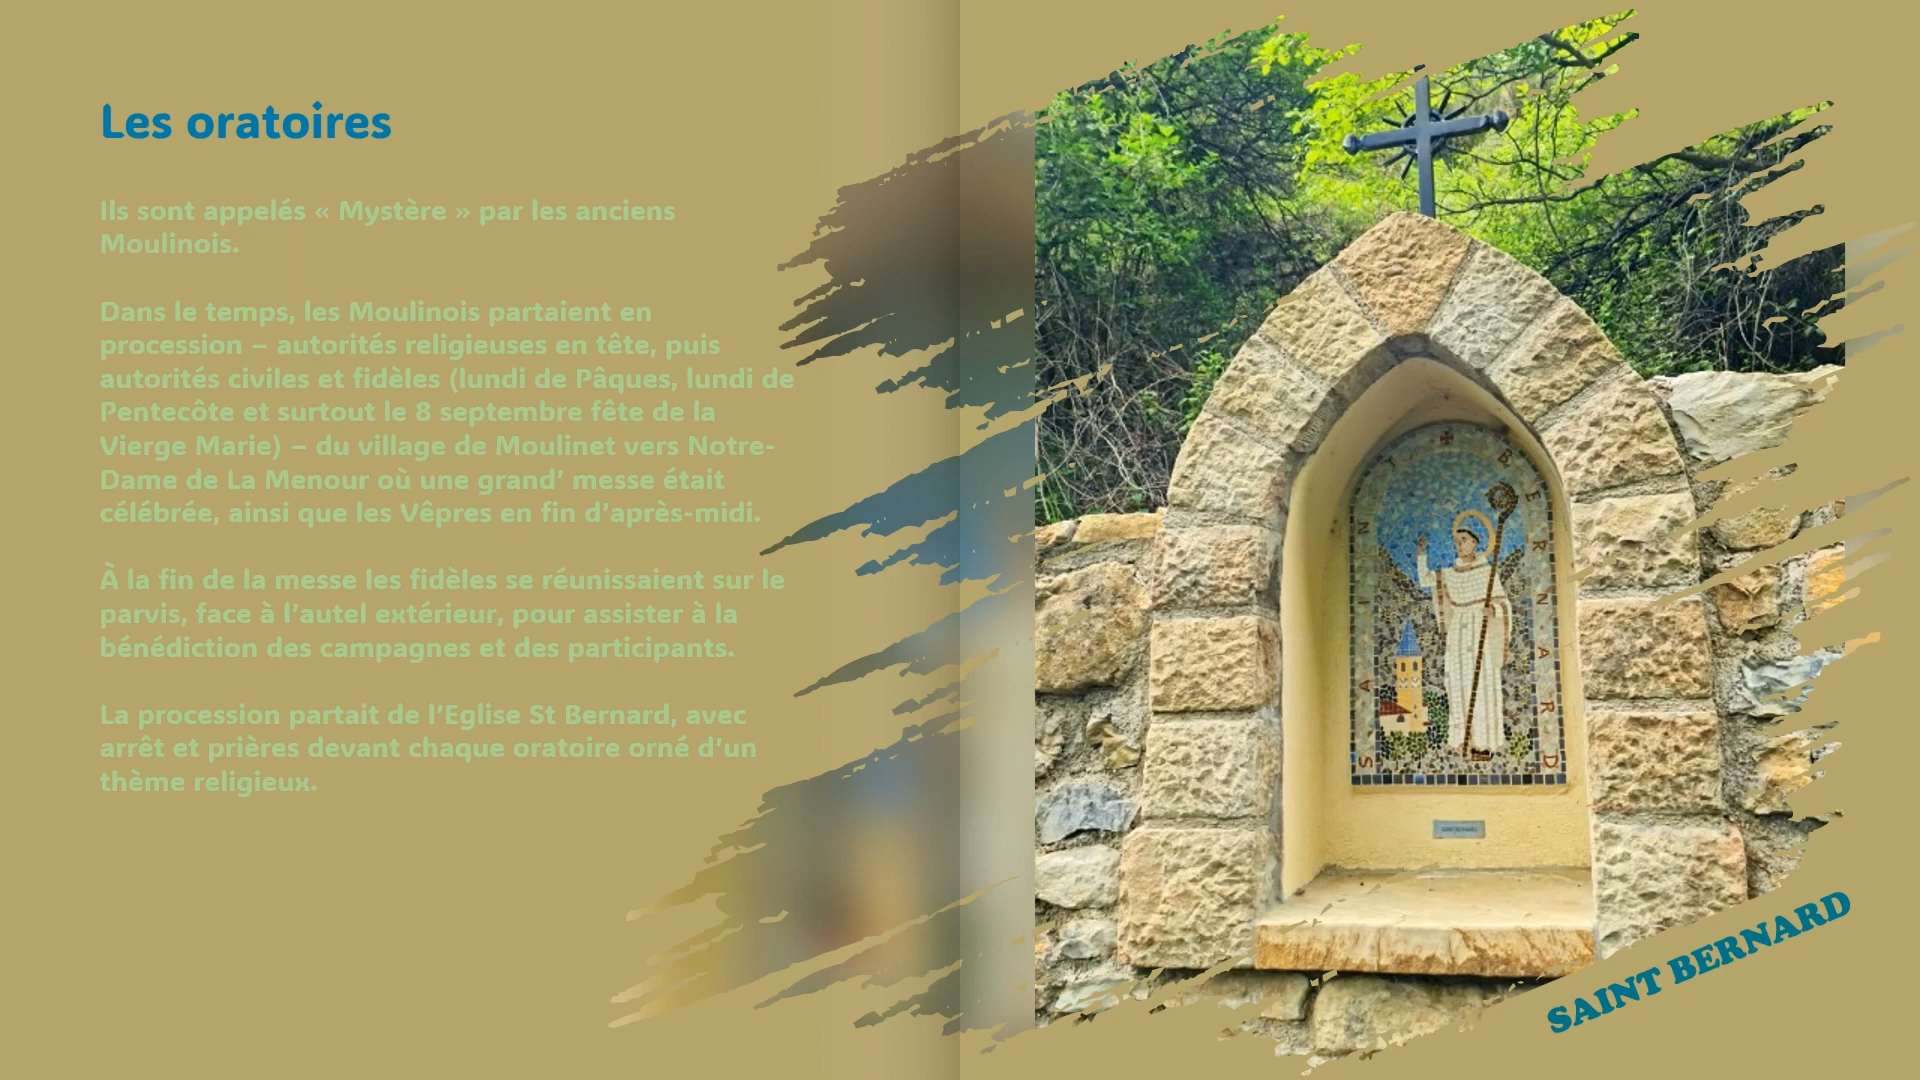 Les oratoires
Ils sont appelés « Mystère » par les anciens
Moulinois.
Dans le temps, les Moulinois partaient en
procession – autorités religieuses en tête, puis
autorités civiles et fidèles (lundi de Pâques, lundi de
Pentecôte et surtout le 8 septembre fête de la
Vierge Marie) – du village de Moulinet vers Notre-
Dame de La Menour où une grand’ messe était
célébrée, ainsi que les Vêpres en fin d’après-midi.
À la fin de la messe les fidèles se réunissaient sur le
parvis, face à l’autel extérieur, pour assister à la
bénédiction des campagnes et des participants.
La procession partait de l’Eglise St Bernard, avec
arrêt et prières devant chaque oratoire orné d’un
thème religieux.
SAINT BERNARD
SAINT BERNARD